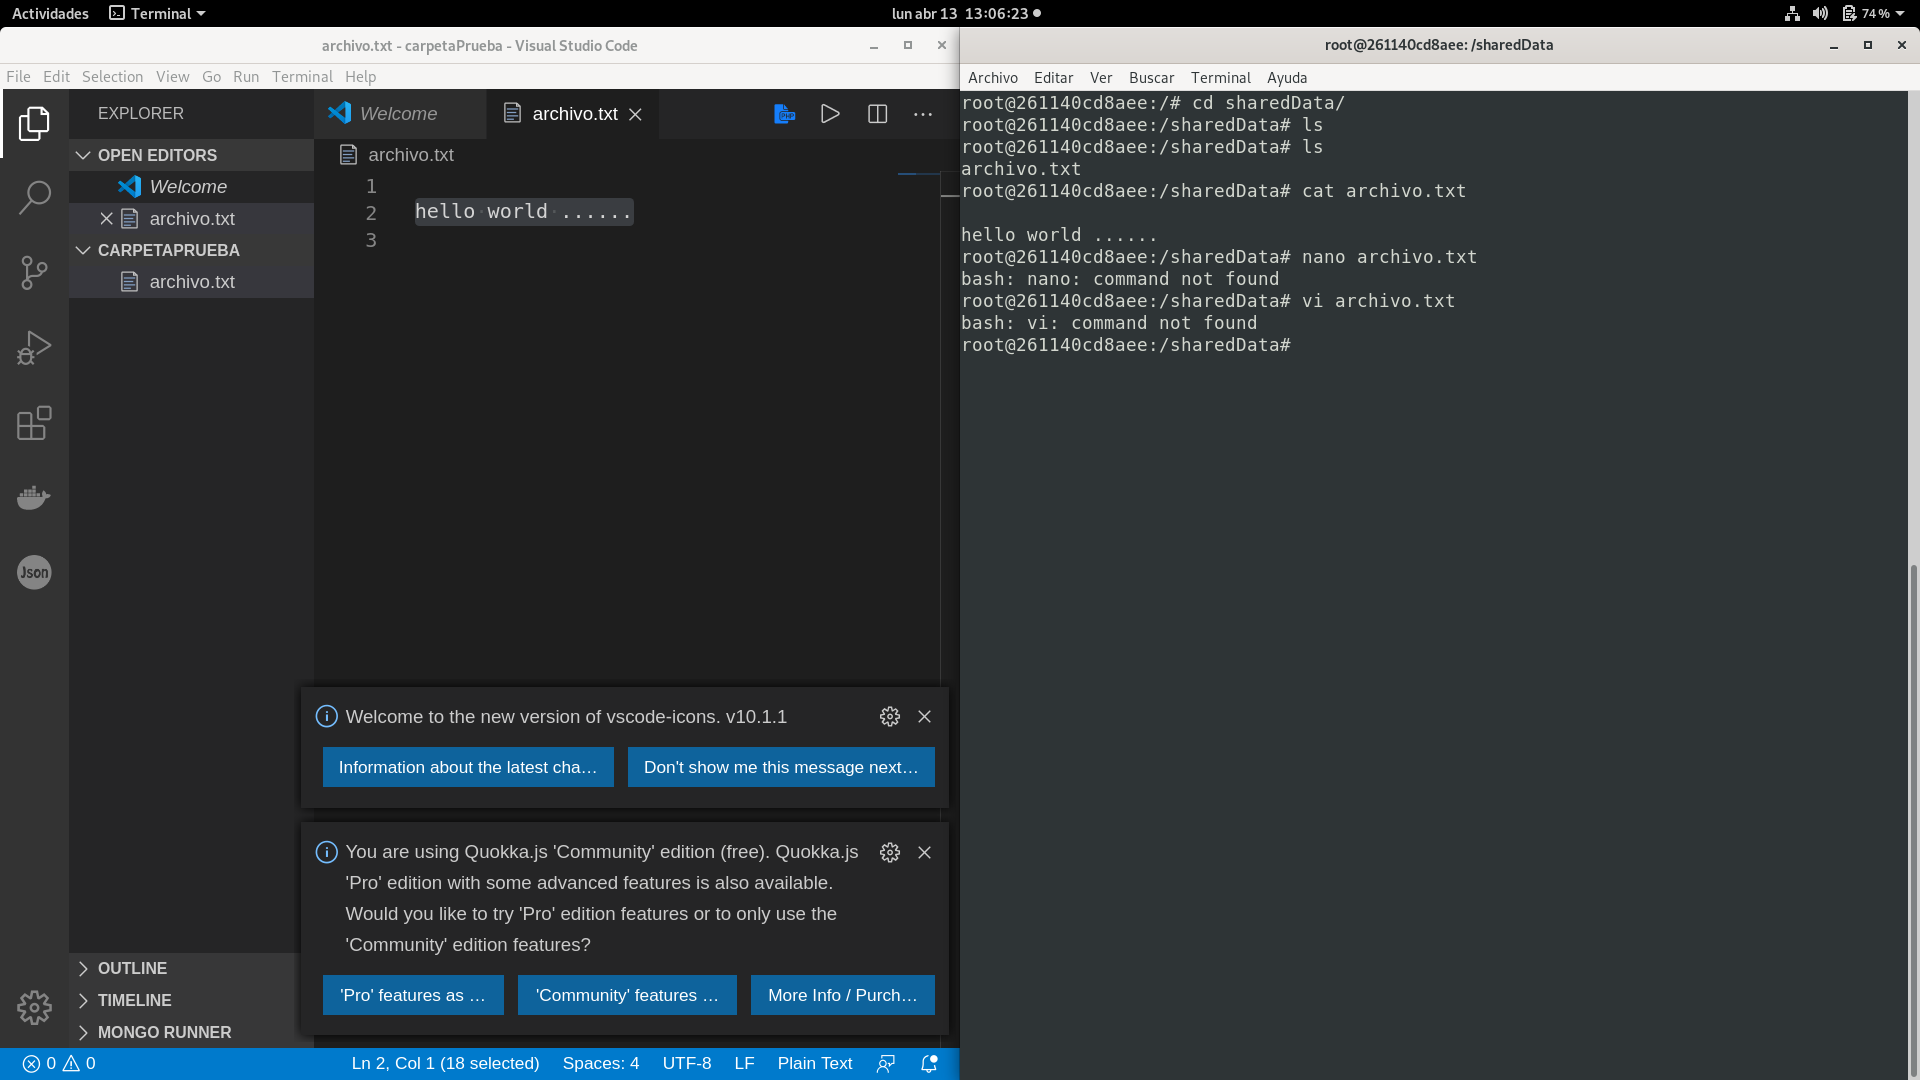 Actividades Terminal lun abr 13 13:06:23 74 %
archivo.txt - carpetaPrueba - Visual Studio Code
File Edit Selection View Go Run Terminal Help
EXPLORER
OPEN EDITORS
Welcome
archivo.txt
CARPETAPRUEBA
archivo.txt
Json
OUTLINE
TIMELINE
MONGO RUNNER
Welcome archivo.txt PHP
archivo.txt
1
2 hello·world·......
3
Welcome to the new version of vscode-icons. v10.1.1
Information about the latest cha… Don't show me this message next…
You are using Quokka.js 'Community' edition (free). Quokka.js
'Pro' edition with some advanced features is also available.
Would you like to try 'Pro' edition features or to only use the
'Community' edition features?
'Pro' features as … 'Community' features … More Info / Purch…
0 0 Ln 2, Col 1 (18 selected) Spaces: 4 UTF-8 LF Plain Text
root@261140cd8aee: /sharedData
Archivo Editar Ver Buscar Terminal Ayuda
root@261140cd8aee:/# cd sharedData/
root@261140cd8aee:/sharedData# ls
root@261140cd8aee:/sharedData# ls
archivo.txt
root@261140cd8aee:/sharedData# cat archivo.txt
hello world ......
root@261140cd8aee:/sharedData# nano archivo.txt
bash: nano: command not found
root@261140cd8aee:/sharedData# vi archivo.txt
bash: vi: command not found
root@261140cd8aee:/sharedData#